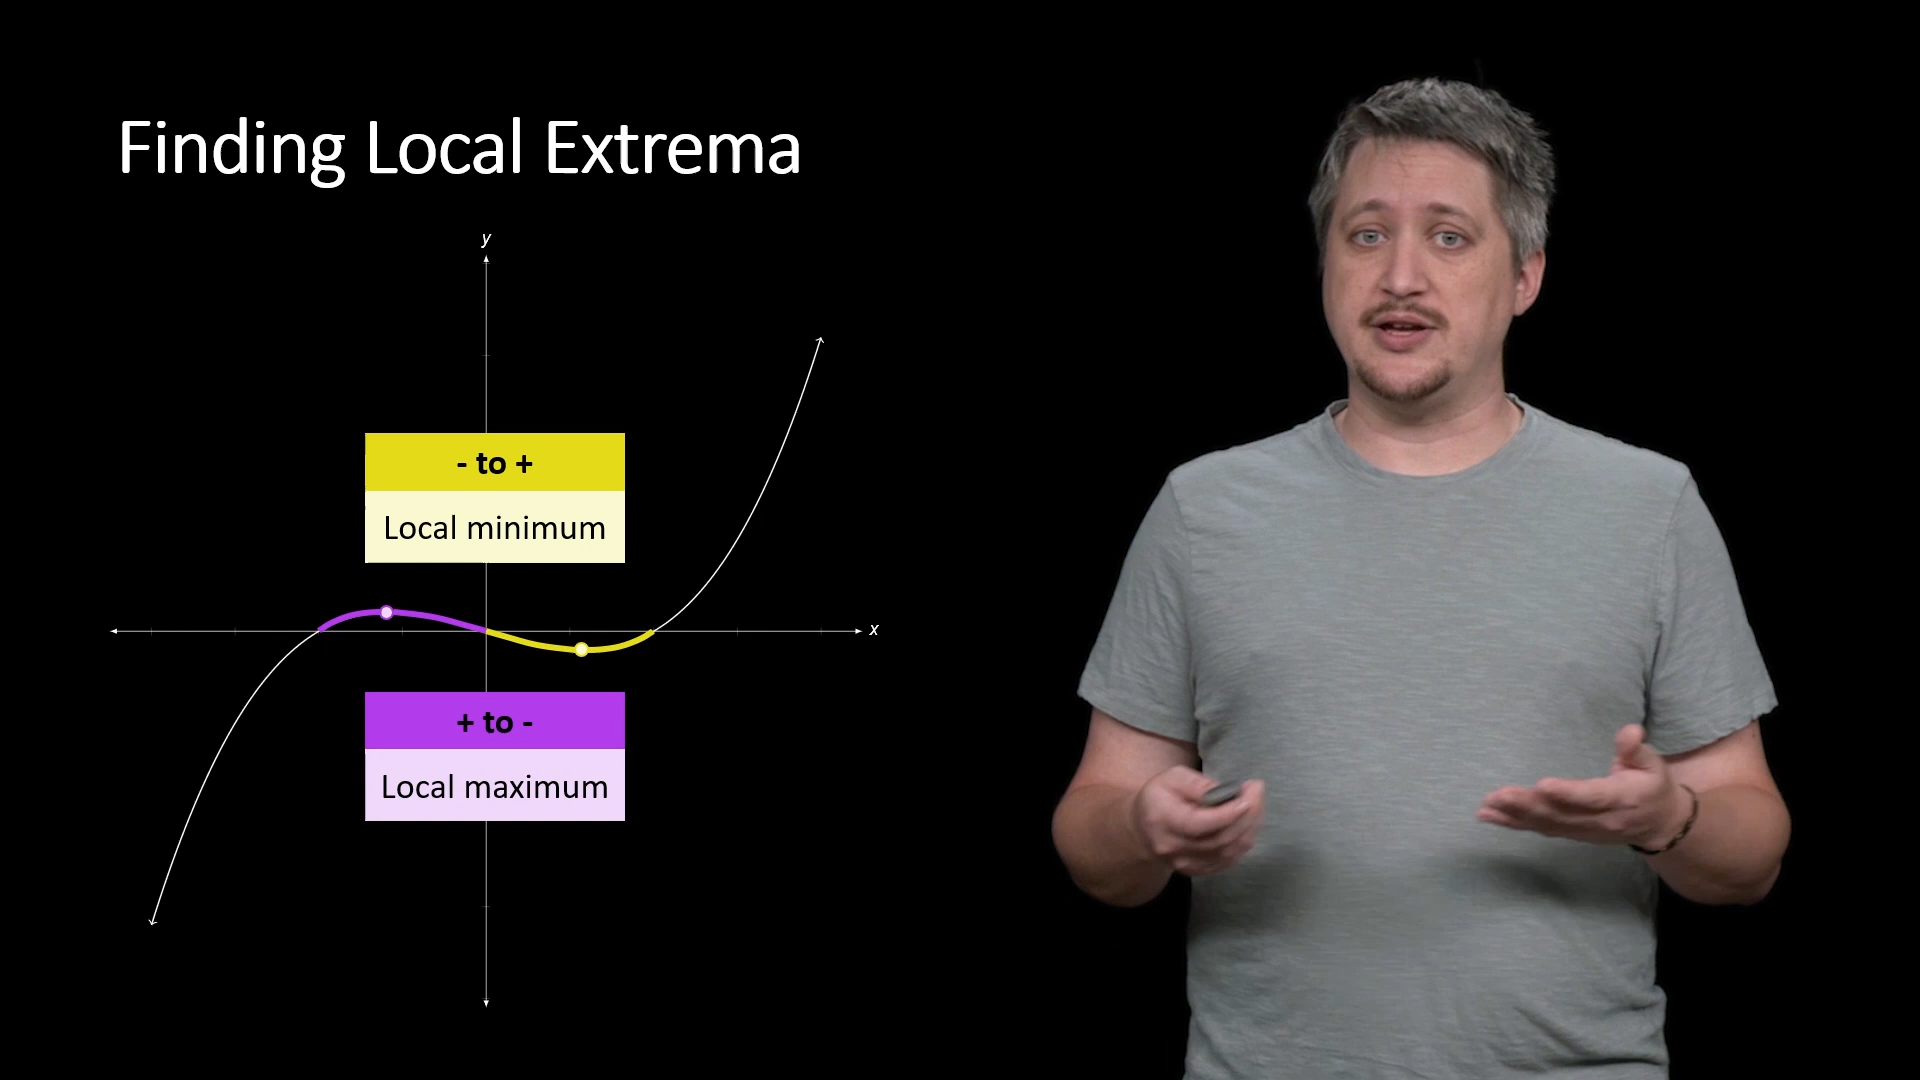 Finding Local Extrema
y
- to +
Local minimum
x
+ to -
Local maximum